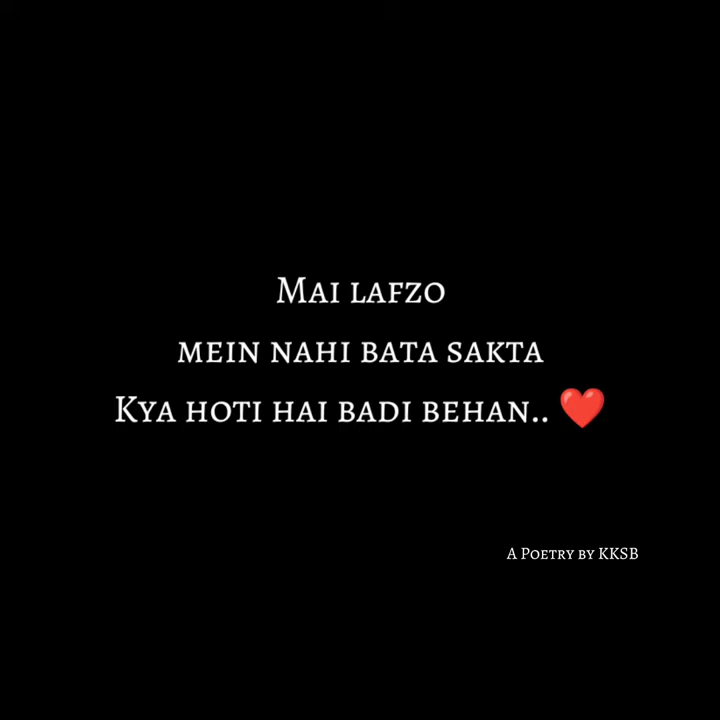 Mai lafzo
mein nahi bata sakta
Kya hoti hai badi behan.. ❤️
A Poetry by KKSB